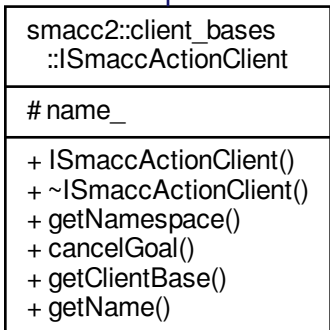 smacc2::client_bases
::ISmaccActionClient
# name_
+ ISmaccActionClient()
+ ~ISmaccActionClient()
+ getNamespace()
+ cancelGoal()
+ getClientBase()
+ getName()